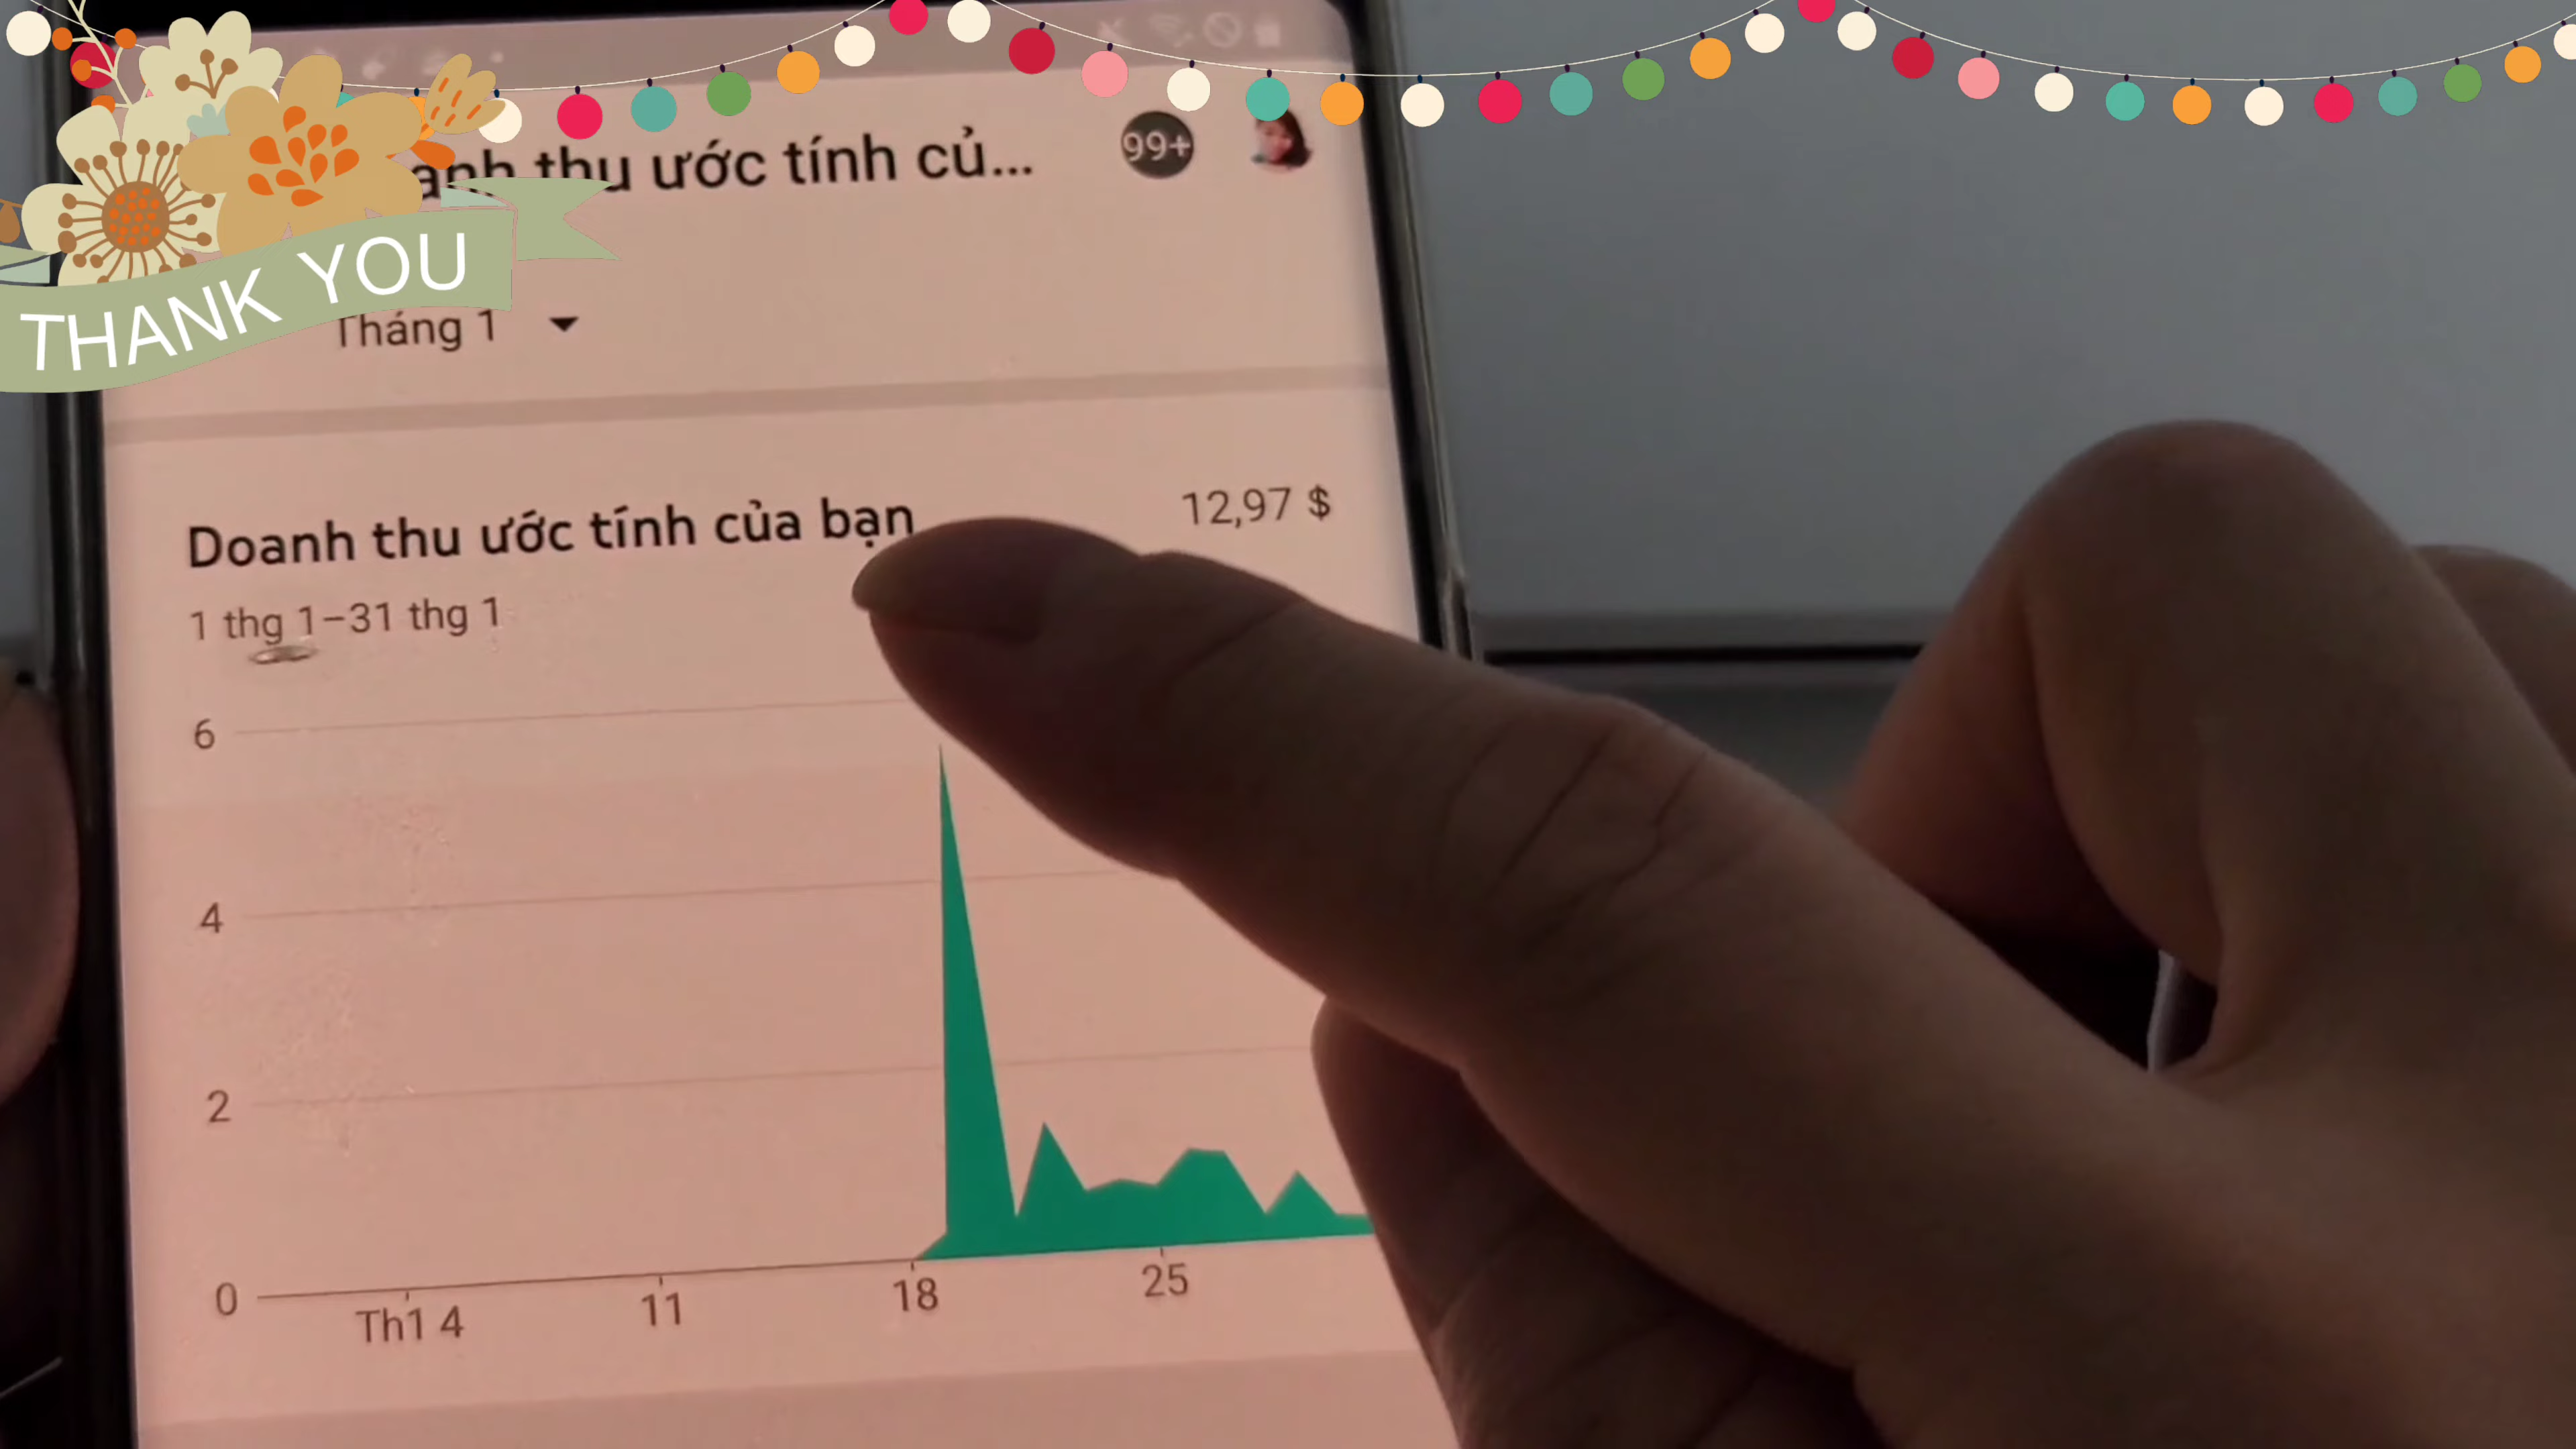 thu ước tính củ...
99+
THANK YOU
Tháng 1
Doanh thu ước tính của bạn
12,97 $
1 thg 1–31 thg 1
6
4
2
0
Th1 4
11
18
25